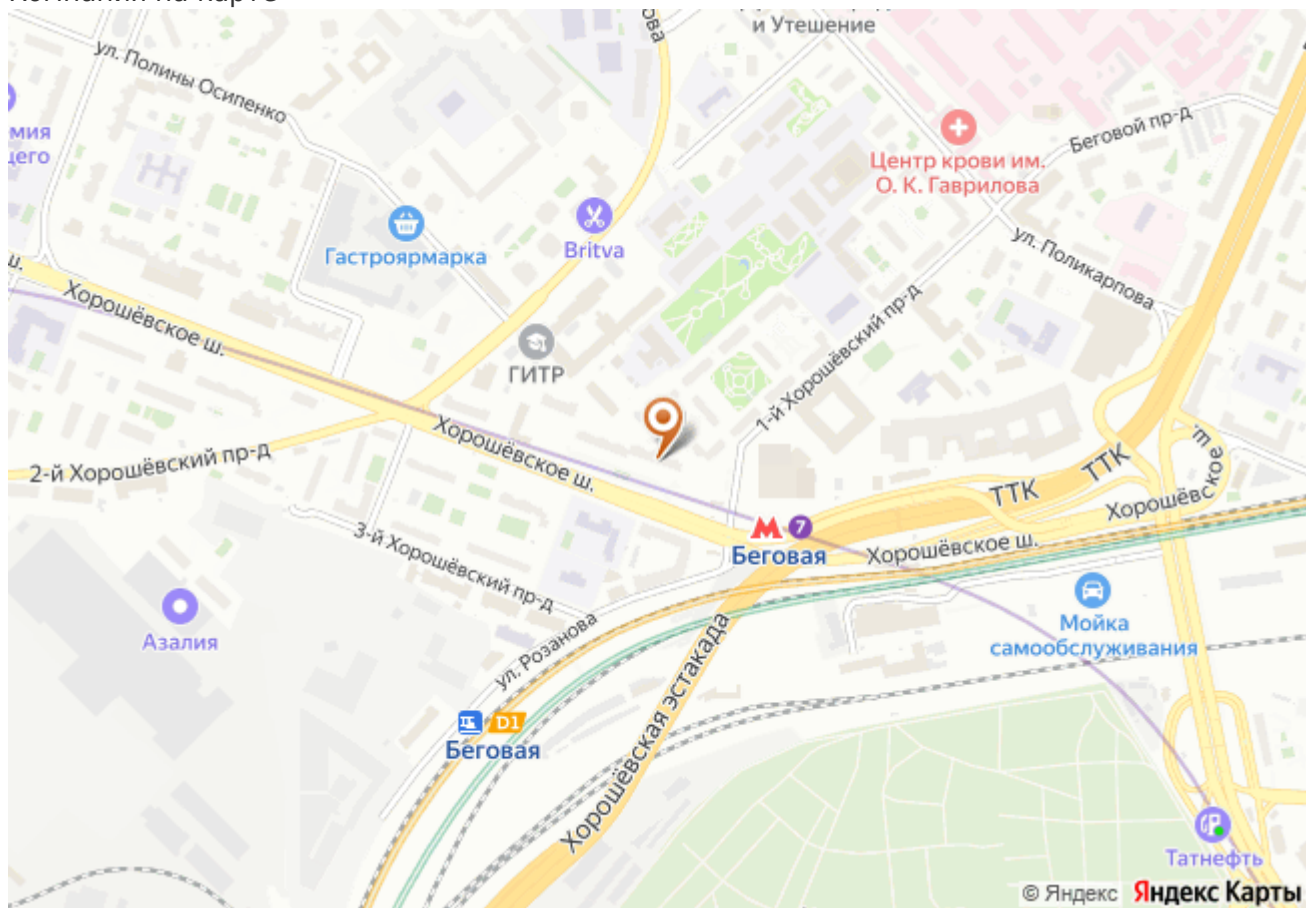 и Утешение
ул. Полины Осипенко
Беговой пр-д
Центр крови им.
О. К. Гаврилова
Гастроярмарка
Britva
ул. Поликарпова
Хорошёвское ш.
ГИТР
1-й Хорошёвский пр-д
Хорошёвское ш.
2-й Хорошёвский пр-д
ТТК
ТТК
Хорошёвское ш.
3-й Хорошёвский пр-д
7
Беговая
Хорошёвское ш.
Азалия
ул. Розанова
Мойка
самообслуживания
D1
Беговая
Хорошёвская эстакада
Татнефть
© Яндекс Яндекс Карты